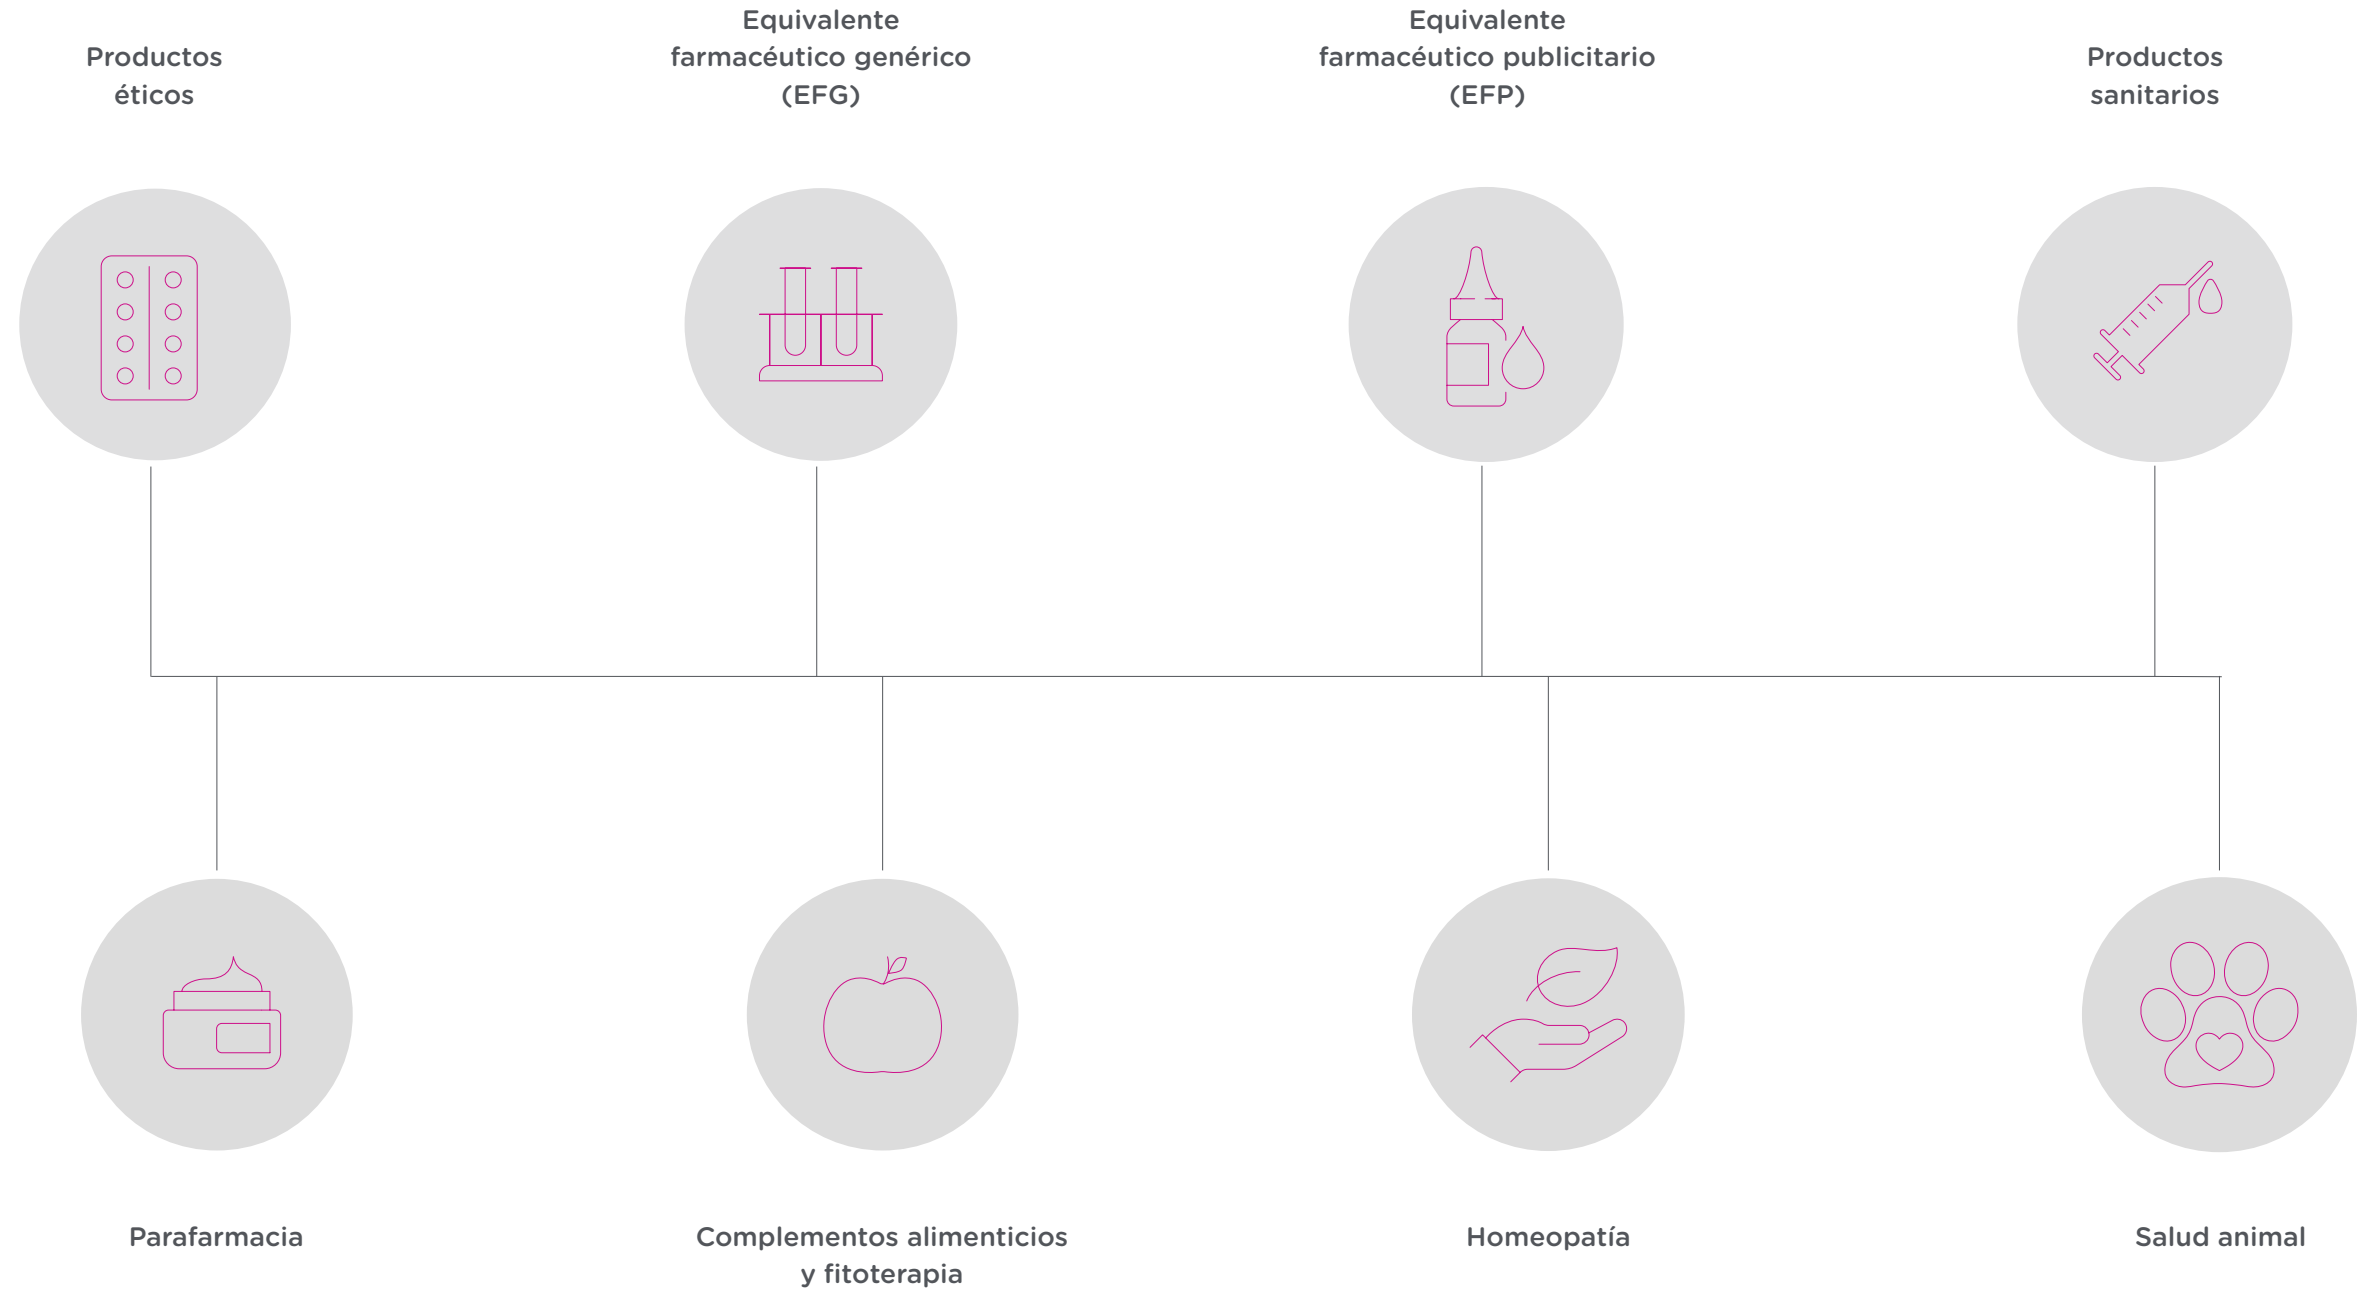 Productos
éticos
Equivalente
farmacéutico genérico
(EFG)
Equivalente
farmacéutico publicitario
(EFP)
Productos
sanitarios
Parafarmacia
Complementos alimenticios
y fitoterapia
Homeopatía
Salud animal